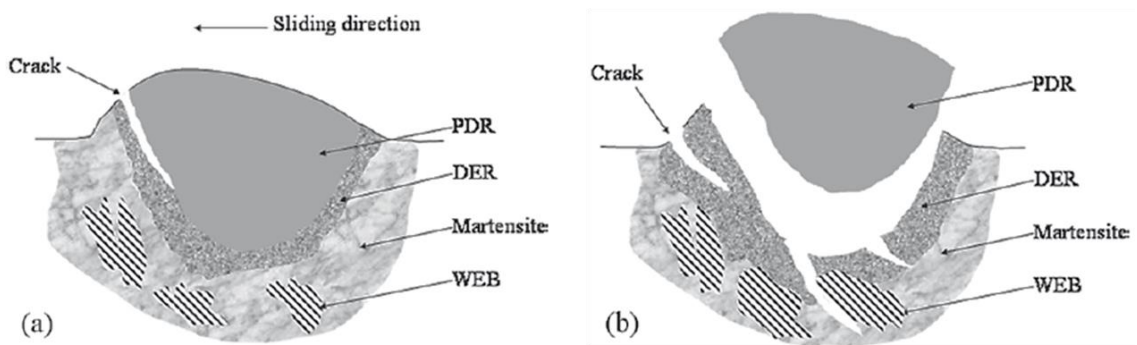 Sliding direction
Crack
PDR
DER
Martensite
WEB
(a)
Crack
PDR
DER
Martensite
WEB
(b)